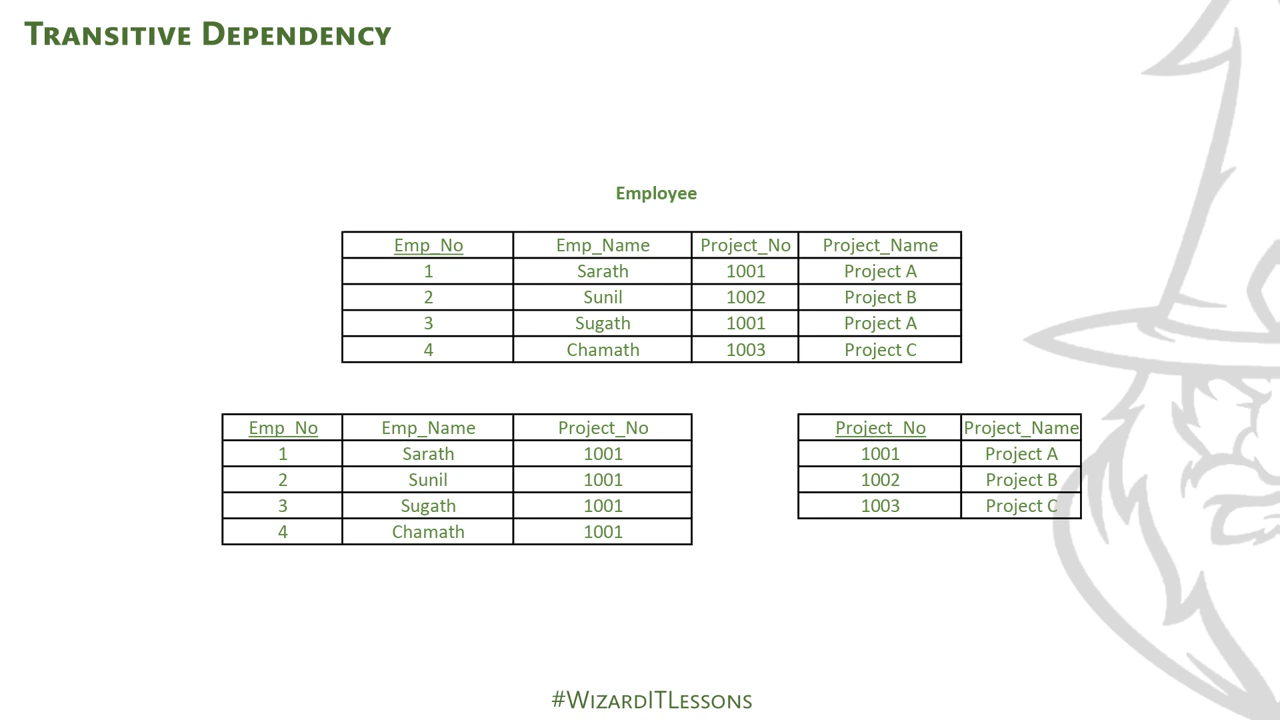 Transitive Dependency
Employee
Emp_No Emp_Name Project_No Project_Name
1 Sarath 1001 Project A
2 Sunil 1002 Project B
3 Sugath 1001 Project A
4 Chamath 1003 Project C
Emp_No Emp_Name Project_No
1 Sarath 1001
2 Sunil 1001
3 Sugath 1001
4 Chamath 1001
Project_No Project_Name
1001 Project A
1002 Project B
1003 Project C
#WizardITLessons